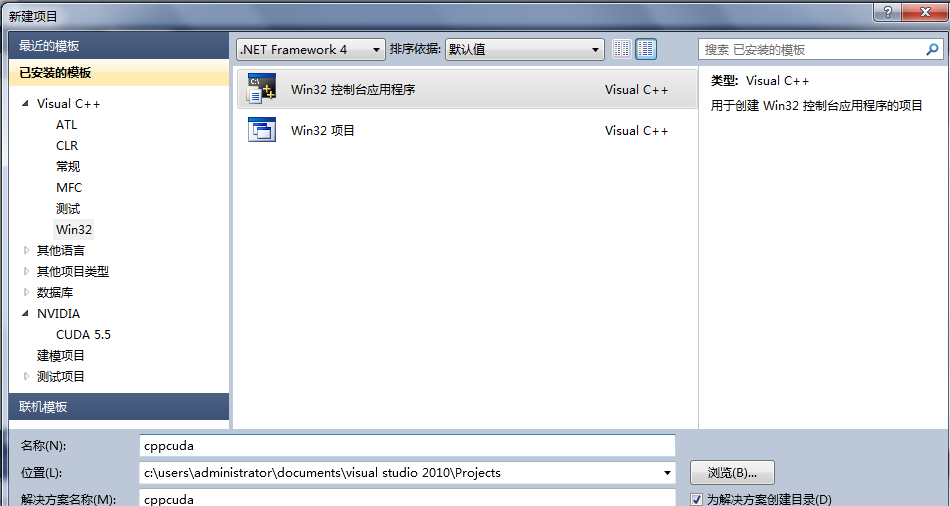 新建项目
最近的模板
已安装的模板
Visual C++
ATL
CLR
常规
MFC
测试
Win32
其他语言
其他项目类型
数据库
NVIDIA
CUDA 5.5
建模项目
测试项目
联机模板
.NET Framework 4 排序依据: 默认值
Win32 控制台应用程序 Visual C++
Win32 项目 Visual C++
搜索 已安装的模板
类型: Visual C++
用于创建 Win32 控制台应用程序的项目
名称(N): cppcuda
位置(L): c:\users\administrator\documents\visual studio 2010\Projects 浏览(B)...
解决方案名称(M): cppcuda 为解决方案创建目录(D)